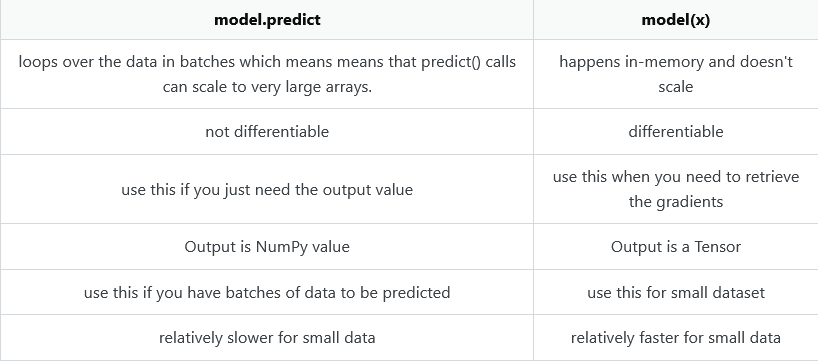 model.predict
model(x)
loops over the data in batches which means means that predict() calls
can scale to very large arrays.
happens in-memory and doesn't
scale
not differentiable
differentiable
use this if you just need the output value
use this when you need to retrieve
the gradients
Output is NumPy value
Output is a Tensor
use this if you have batches of data to be predicted
use this for small dataset
relatively slower for small data
relatively faster for small data